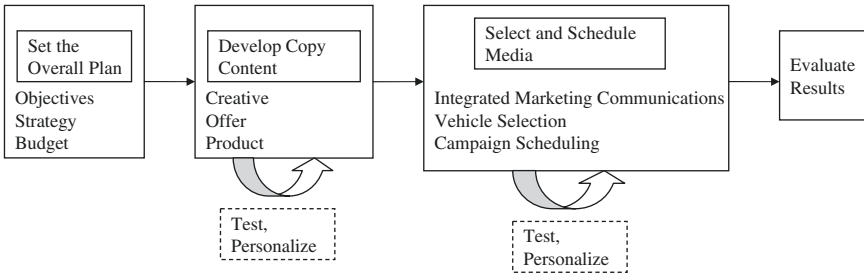 Set the
Overall Plan
Objectives
Strategy
Budget
Develop Copy
Content
Creative
Offer
Product
Test,
Personalize
Select and Schedule
Media
Integrated Marketing Communications
Vehicle Selection
Campaign Scheduling
Test,
Personalize
Evaluate
Results